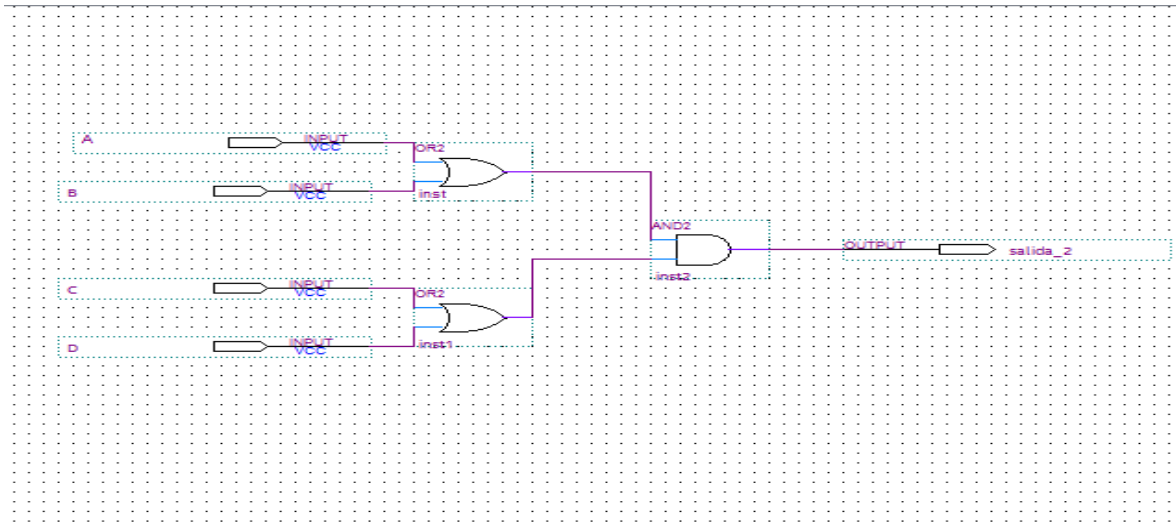 A
INPUT
VCC
OR2
B
INPUT
VCC
inst
AND2
OUTPUT
salida_2
inst2
C
INPUT
VCC
OR2
D
INPUT
VCC
inst1